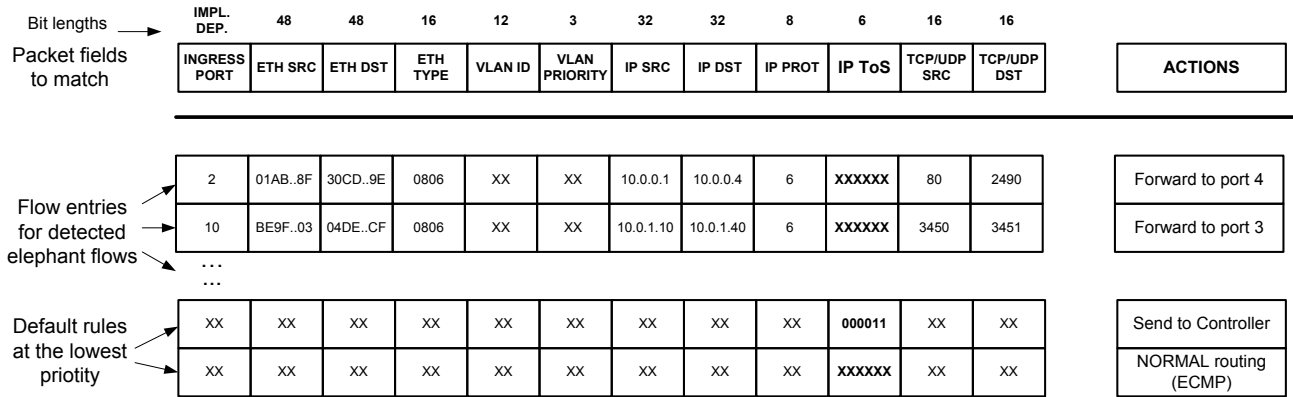 Bit lengths IMPL. DEP. 48 48 16 12 3 32 32 8 6 16 16
Packet fields to match INGRESS PORT ETH SRC ETH DST ETH TYPE VLAN ID VLAN PRIORITY IP SRC IP DST IP PROT IP ToS TCP/UDP SRC TCP/UDP DST ACTIONS
Flow entries for detected elephant flows
2 01AB..8F 30CD..9E 0806 XX XX 10.0.0.1 10.0.0.4 6 XXXXXX 80 2490 Forward to port 4
10 BE9F..03 04DE..CF 0806 XX XX 10.0.1.10 10.0.1.40 6 XXXXXX 3450 3451 Forward to port 3
...
...
Default rules at the lowest priotity
XX XX XX XX XX XX XX XX XX 000011 XX XX Send to Controller
XX XX XX XX XX XX XX XX XX XXXXXX XX XX NORMAL routing (ECMP)